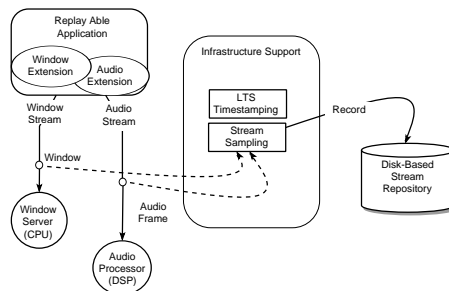 Replay Able
Application
Window
Extension
Audio
Extension
Window
Stream
Audio
Stream
Window
Window
Server
(CPU)
Audio
Frame
Audio
Processor
(DSP)
Infrastructure Support
LTS
Timestamping
Stream
Sampling
Record
Disk-Based
Stream
Repository